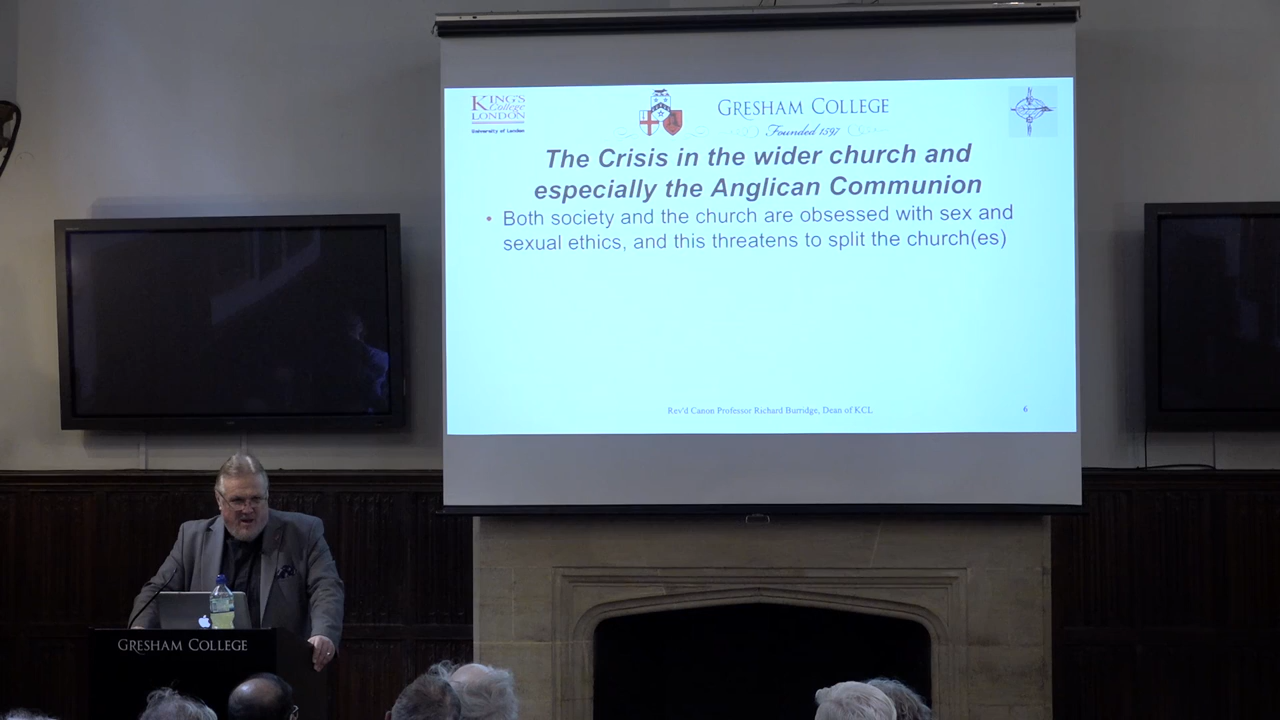 KING'S
College
LONDON
University of London
GRESHAM COLLEGE
Founded 1597
The Crisis in the wider church and
especially the Anglican Communion
• Both society and the church are obsessed with sex and
sexual ethics, and this threatens to split the church(es)
Rev'd Canon Professor Richard Burridge, Dean of KCL
6
GRESHAM COLLEGE